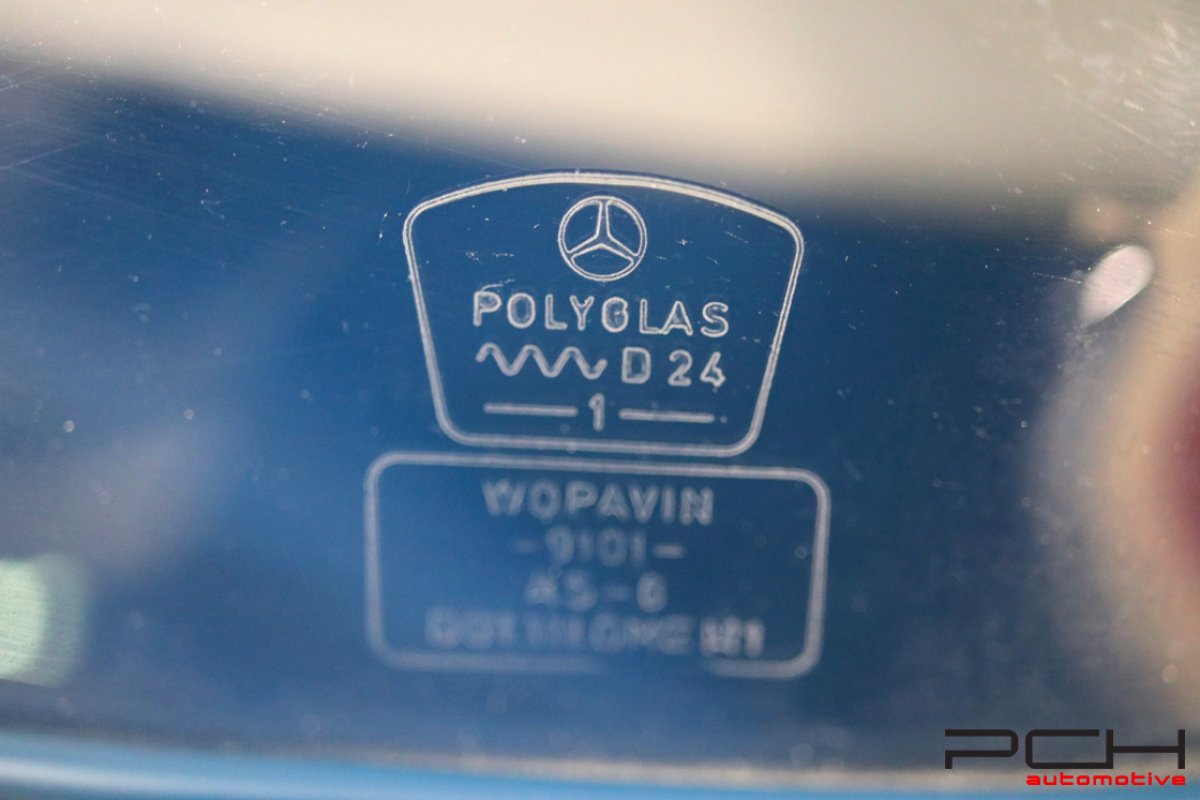 POLYGLAS
D 24
1
WOPAVIN
-9101-
AS-6
PCH
automotive